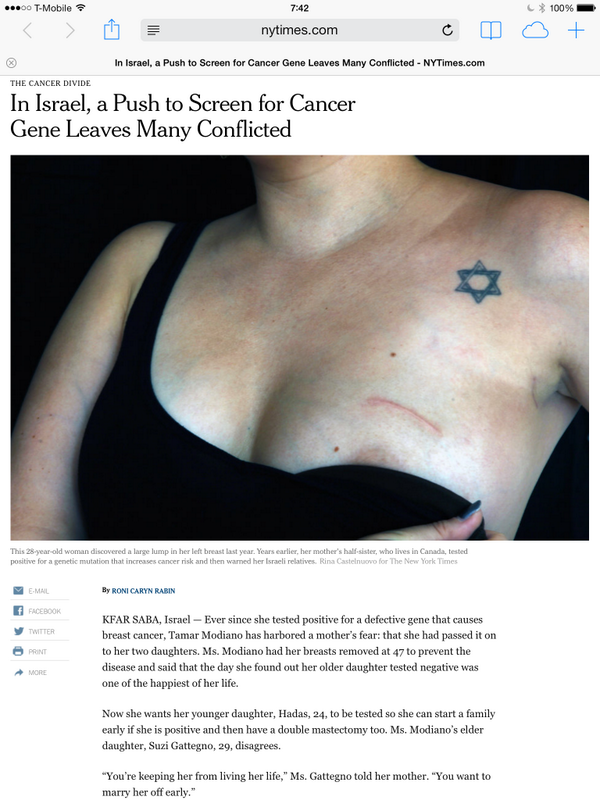 T-Mobile 7:42 100%
nytimes.com
In Israel, a Push to Screen for Cancer Gene Leaves Many Conflicted - NYTimes.com
THE CANCER DIVIDE
In Israel, a Push to Screen for Cancer
Gene Leaves Many Conflicted
This 28-year-old woman discovered a large lump in her left breast last year. Years earlier, her mother's half-sister, who lives in Canada, tested
positive for a genetic mutation that increases cancer risk and then warned her Israeli relatives. Rina Castelnuovo for The New York Times
E-MAIL
FACEBOOK
TWITTER
PRINT
MORE
By RONI CARYN RABIN
KFAR SABA, Israel — Ever since she tested positive for a defective gene that causes
breast cancer, Tamar Modiano has harbored a mother's fear: that she had passed it on
to her two daughters. Ms. Modiano had her breasts removed at 47 to prevent the
disease and said that the day she found out her older daughter tested negative was
one of the happiest of her life.
Now she wants her younger daughter, Hadas, 24, to be tested so she can start a family
early if she is positive and then have a double mastectomy too. Ms. Modiano's elder
daughter, Suzi Gattegno, 29, disagrees.
“You're keeping her from living her life,” Ms. Gattegno told her mother. “You want to
marry her off early.”